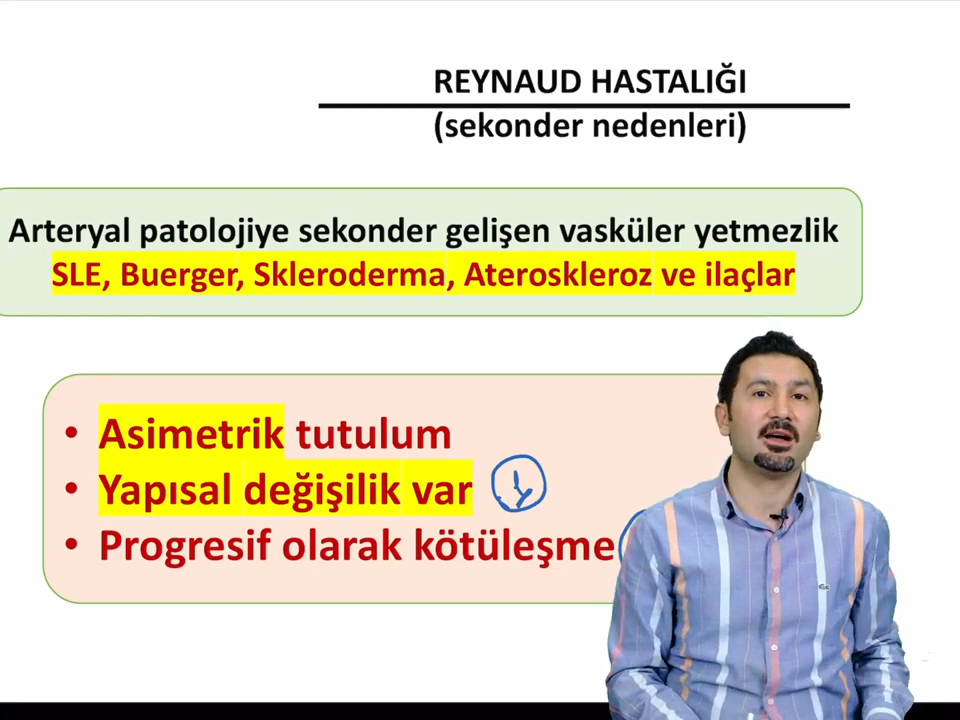 REYNAUD HASTALIĞI
(sekonder nedenleri)
Arteryal patolojiye sekonder gelişen vasküler yetmezlik
SLE, Buerger, Skleroderma, Ateroskleroz ve ilaçlar
• Asimetrik tutulum
• Yapısal değişilik var
• Progresif olarak kötüleşme